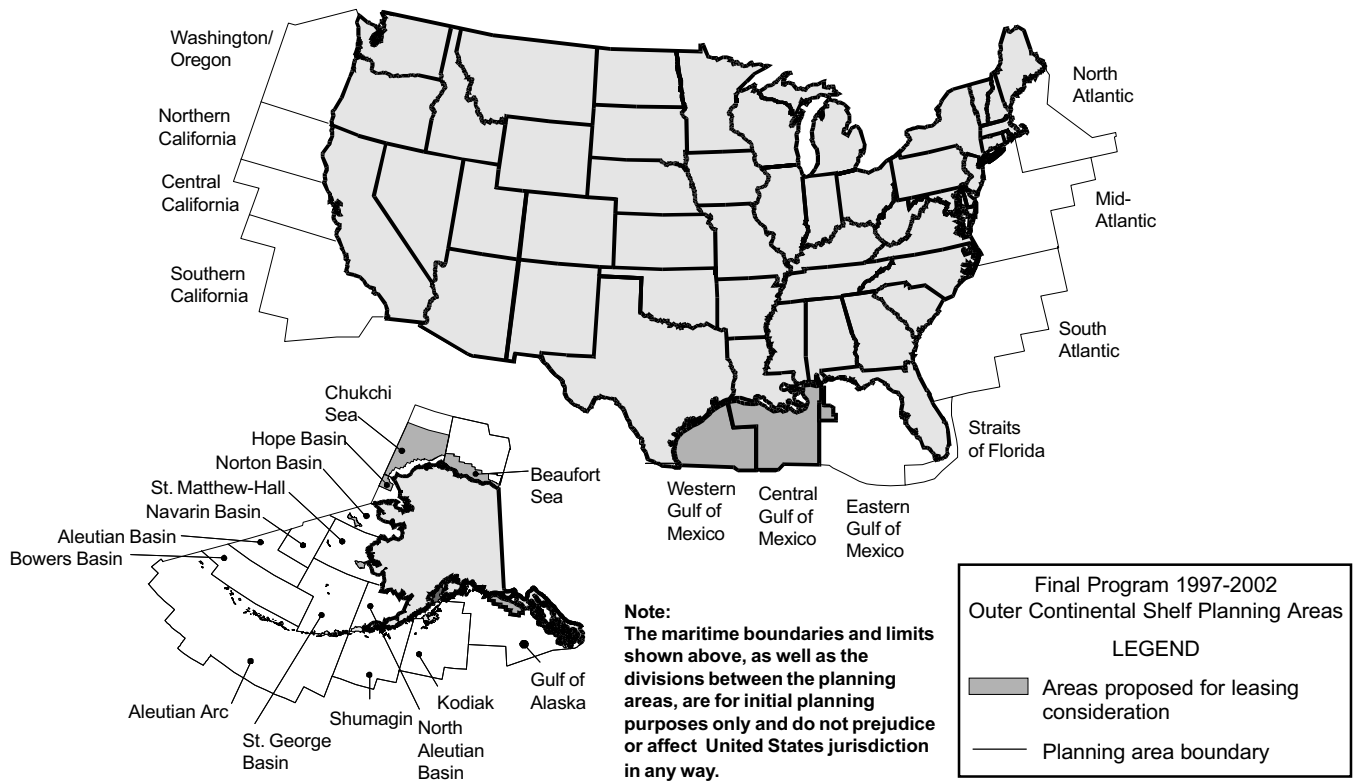 Washington/
Oregon
Northern
California
Central
California
Southern
California
North
Atlantic
Mid-
Atlantic
South
Atlantic
Straits
of Florida
Chukchi
Sea
Hope Basin
Norton Basin
St. Matthew-Hall
Navarin Basin
Aleutian Basin
Bowers Basin
Beaufort
Sea
Western
Gulf of
Mexico
Central
Gulf of
Mexico
Eastern
Gulf of
Mexico
Aleutian Arc
St. George
Basin
Shumagin
North
Aleutian
Basin
Kodiak
Gulf of
Alaska
Note:
The maritime boundaries and limits
shown above, as well as the
divisions between the planning
areas, are for initial planning
purposes only and do not prejudice
or affect United States jurisdiction
in any way.
Final Program 1997-2002
Outer Continental Shelf Planning Areas
LEGEND
Areas proposed for leasing
consideration
Planning area boundary